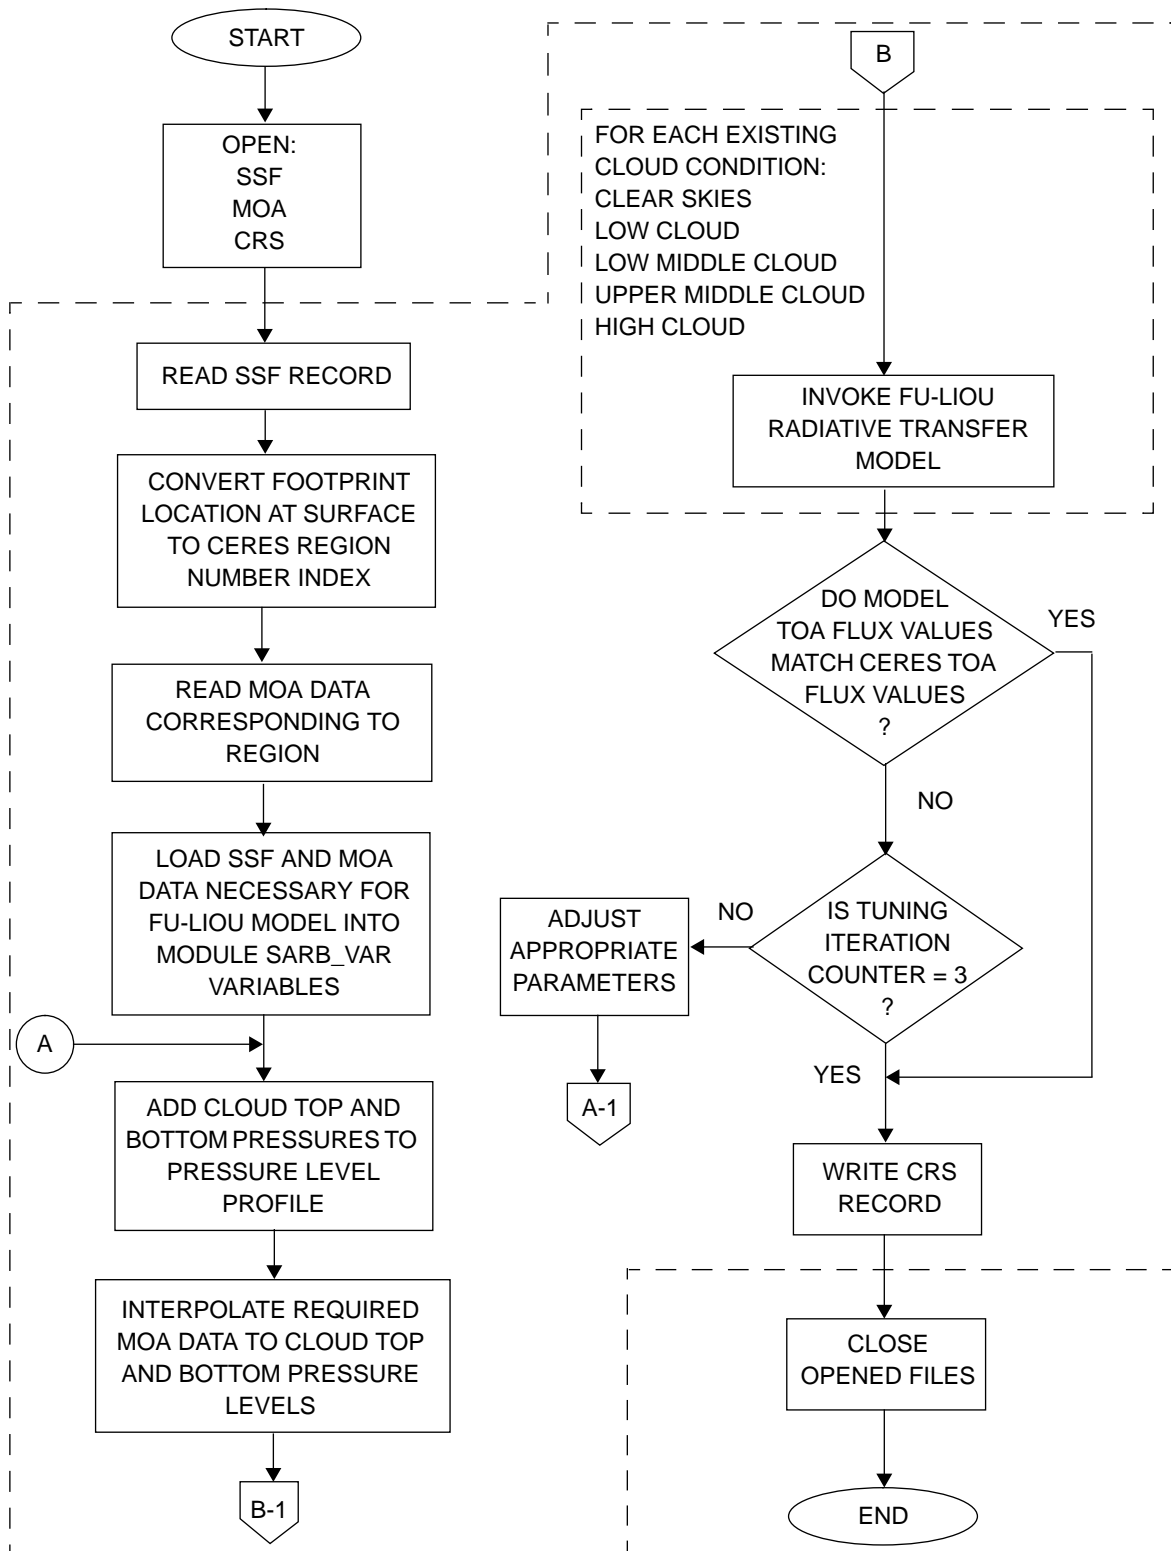 START
OPEN:
SSF
MOA
CRS
READ SSF RECORD
CONVERT FOOTPRINT
LOCATION AT SURFACE
TO CERES REGION
NUMBER INDEX
READ MOA DATA
CORRESPONDING TO
REGION
LOAD SSF AND MOA
DATA NECESSARY FOR
FU-LIOU MODEL INTO
MODULE SARB_VAR
VARIABLES
A
ADD CLOUD TOP AND
BOTTOM PRESSURES TO
PRESSURE LEVEL
PROFILE
INTERPOLATE REQUIRED
MOA DATA TO CLOUD TOP
AND BOTTOM PRESSURE
LEVELS
B-1
B
FOR EACH EXISTING
CLOUD CONDITION:
CLEAR SKIES
LOW CLOUD
LOW MIDDLE CLOUD
UPPER MIDDLE CLOUD
HIGH CLOUD
INVOKE FU-LIOU
RADIATIVE TRANSFER
MODEL
DO MODEL
TOA FLUX VALUES
MATCH CERES TOA
FLUX VALUES
?
YES
NO
IS TUNING
ITERATION
COUNTER = 3
?
NO
ADJUST
APPROPRIATE
PARAMETERS
A-1
YES
WRITE CRS
RECORD
CLOSE
OPENED FILES
END